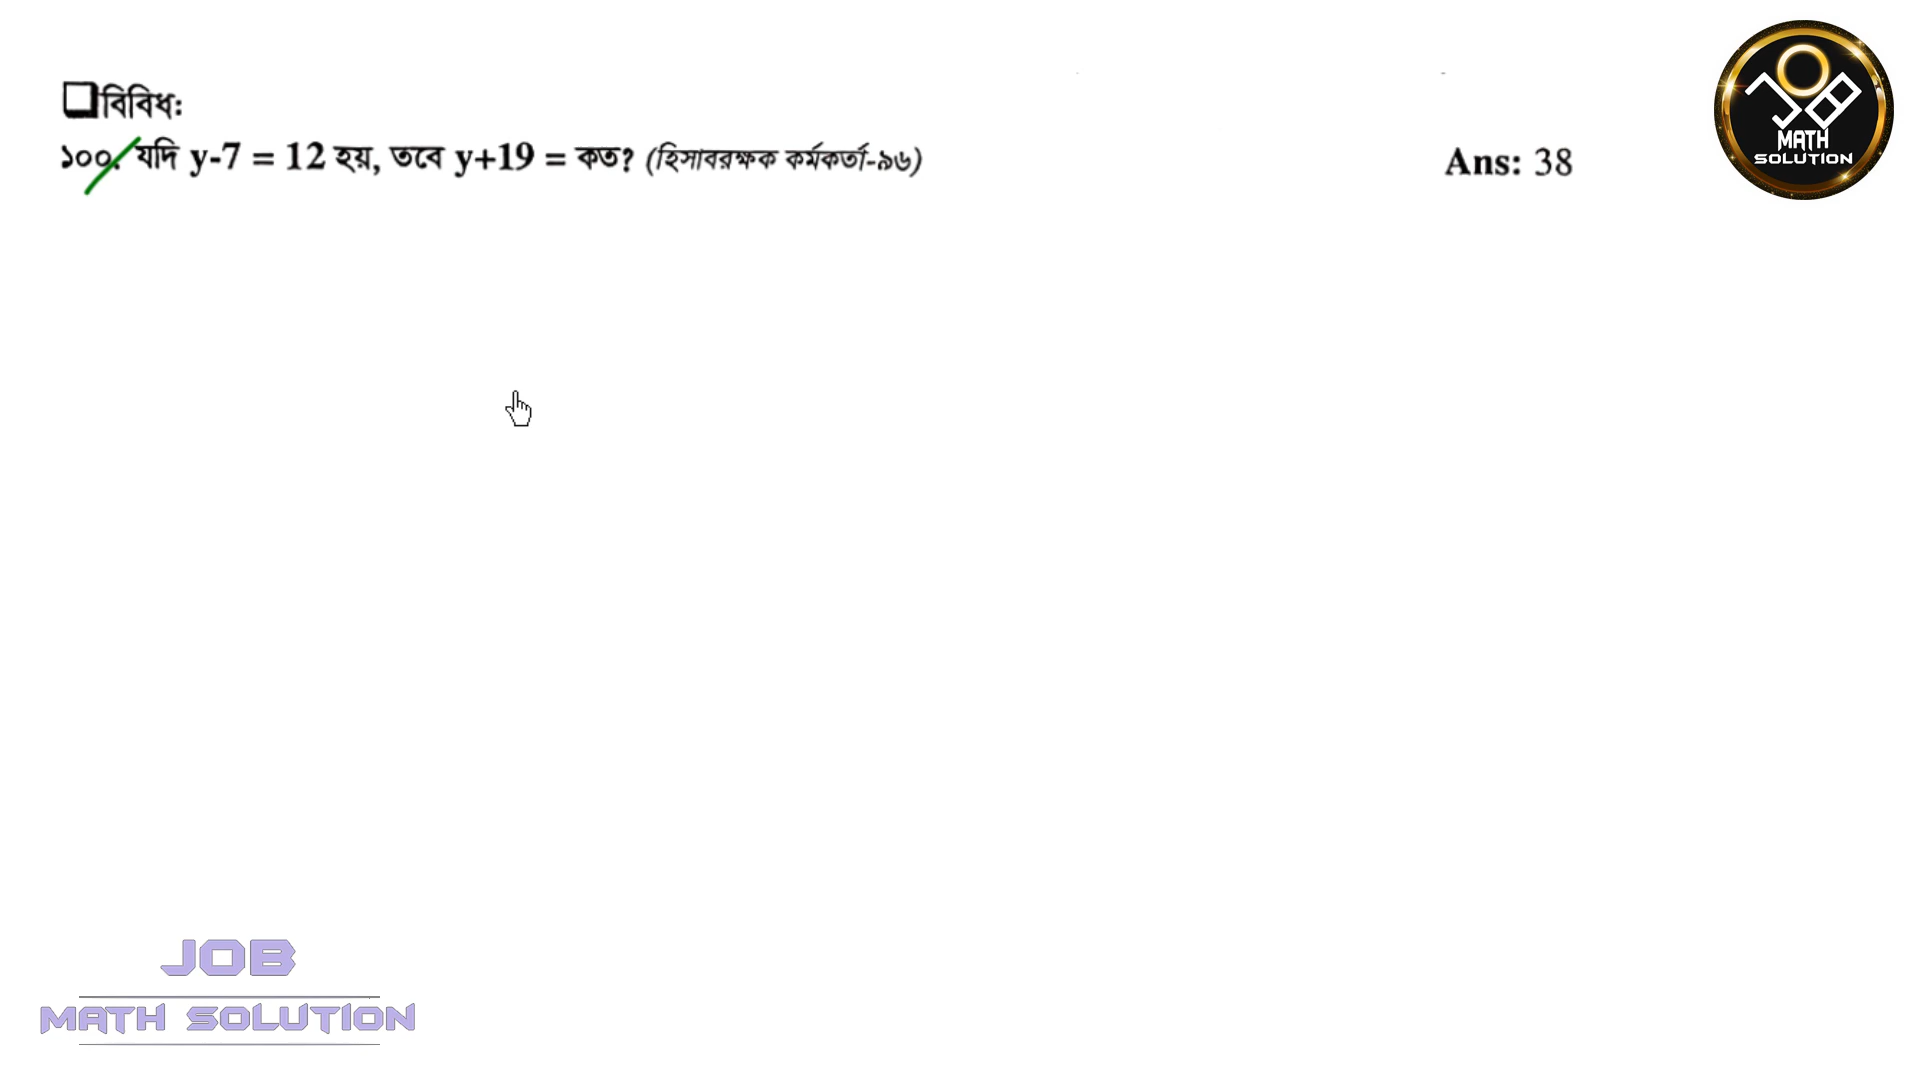 ❑বিবিধঃ
১০০. যদি y-7 = 12 হয়, তবে y+19 = কত? (হিসাবরক্ষক কর্মকর্তা-৯৬) Ans: 38
JOB
MATH
SOLUTION
JOB
MATH SOLUTION